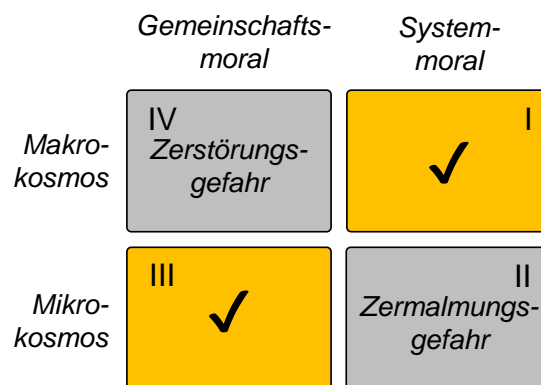 Gemeinschafts-
moral
System-
moral
Makro-
kosmos
IV
Zerstörungs-
gefahr
I
✓
Mikro-
kosmos
III
✓
II
Zermalmungs-
gefahr